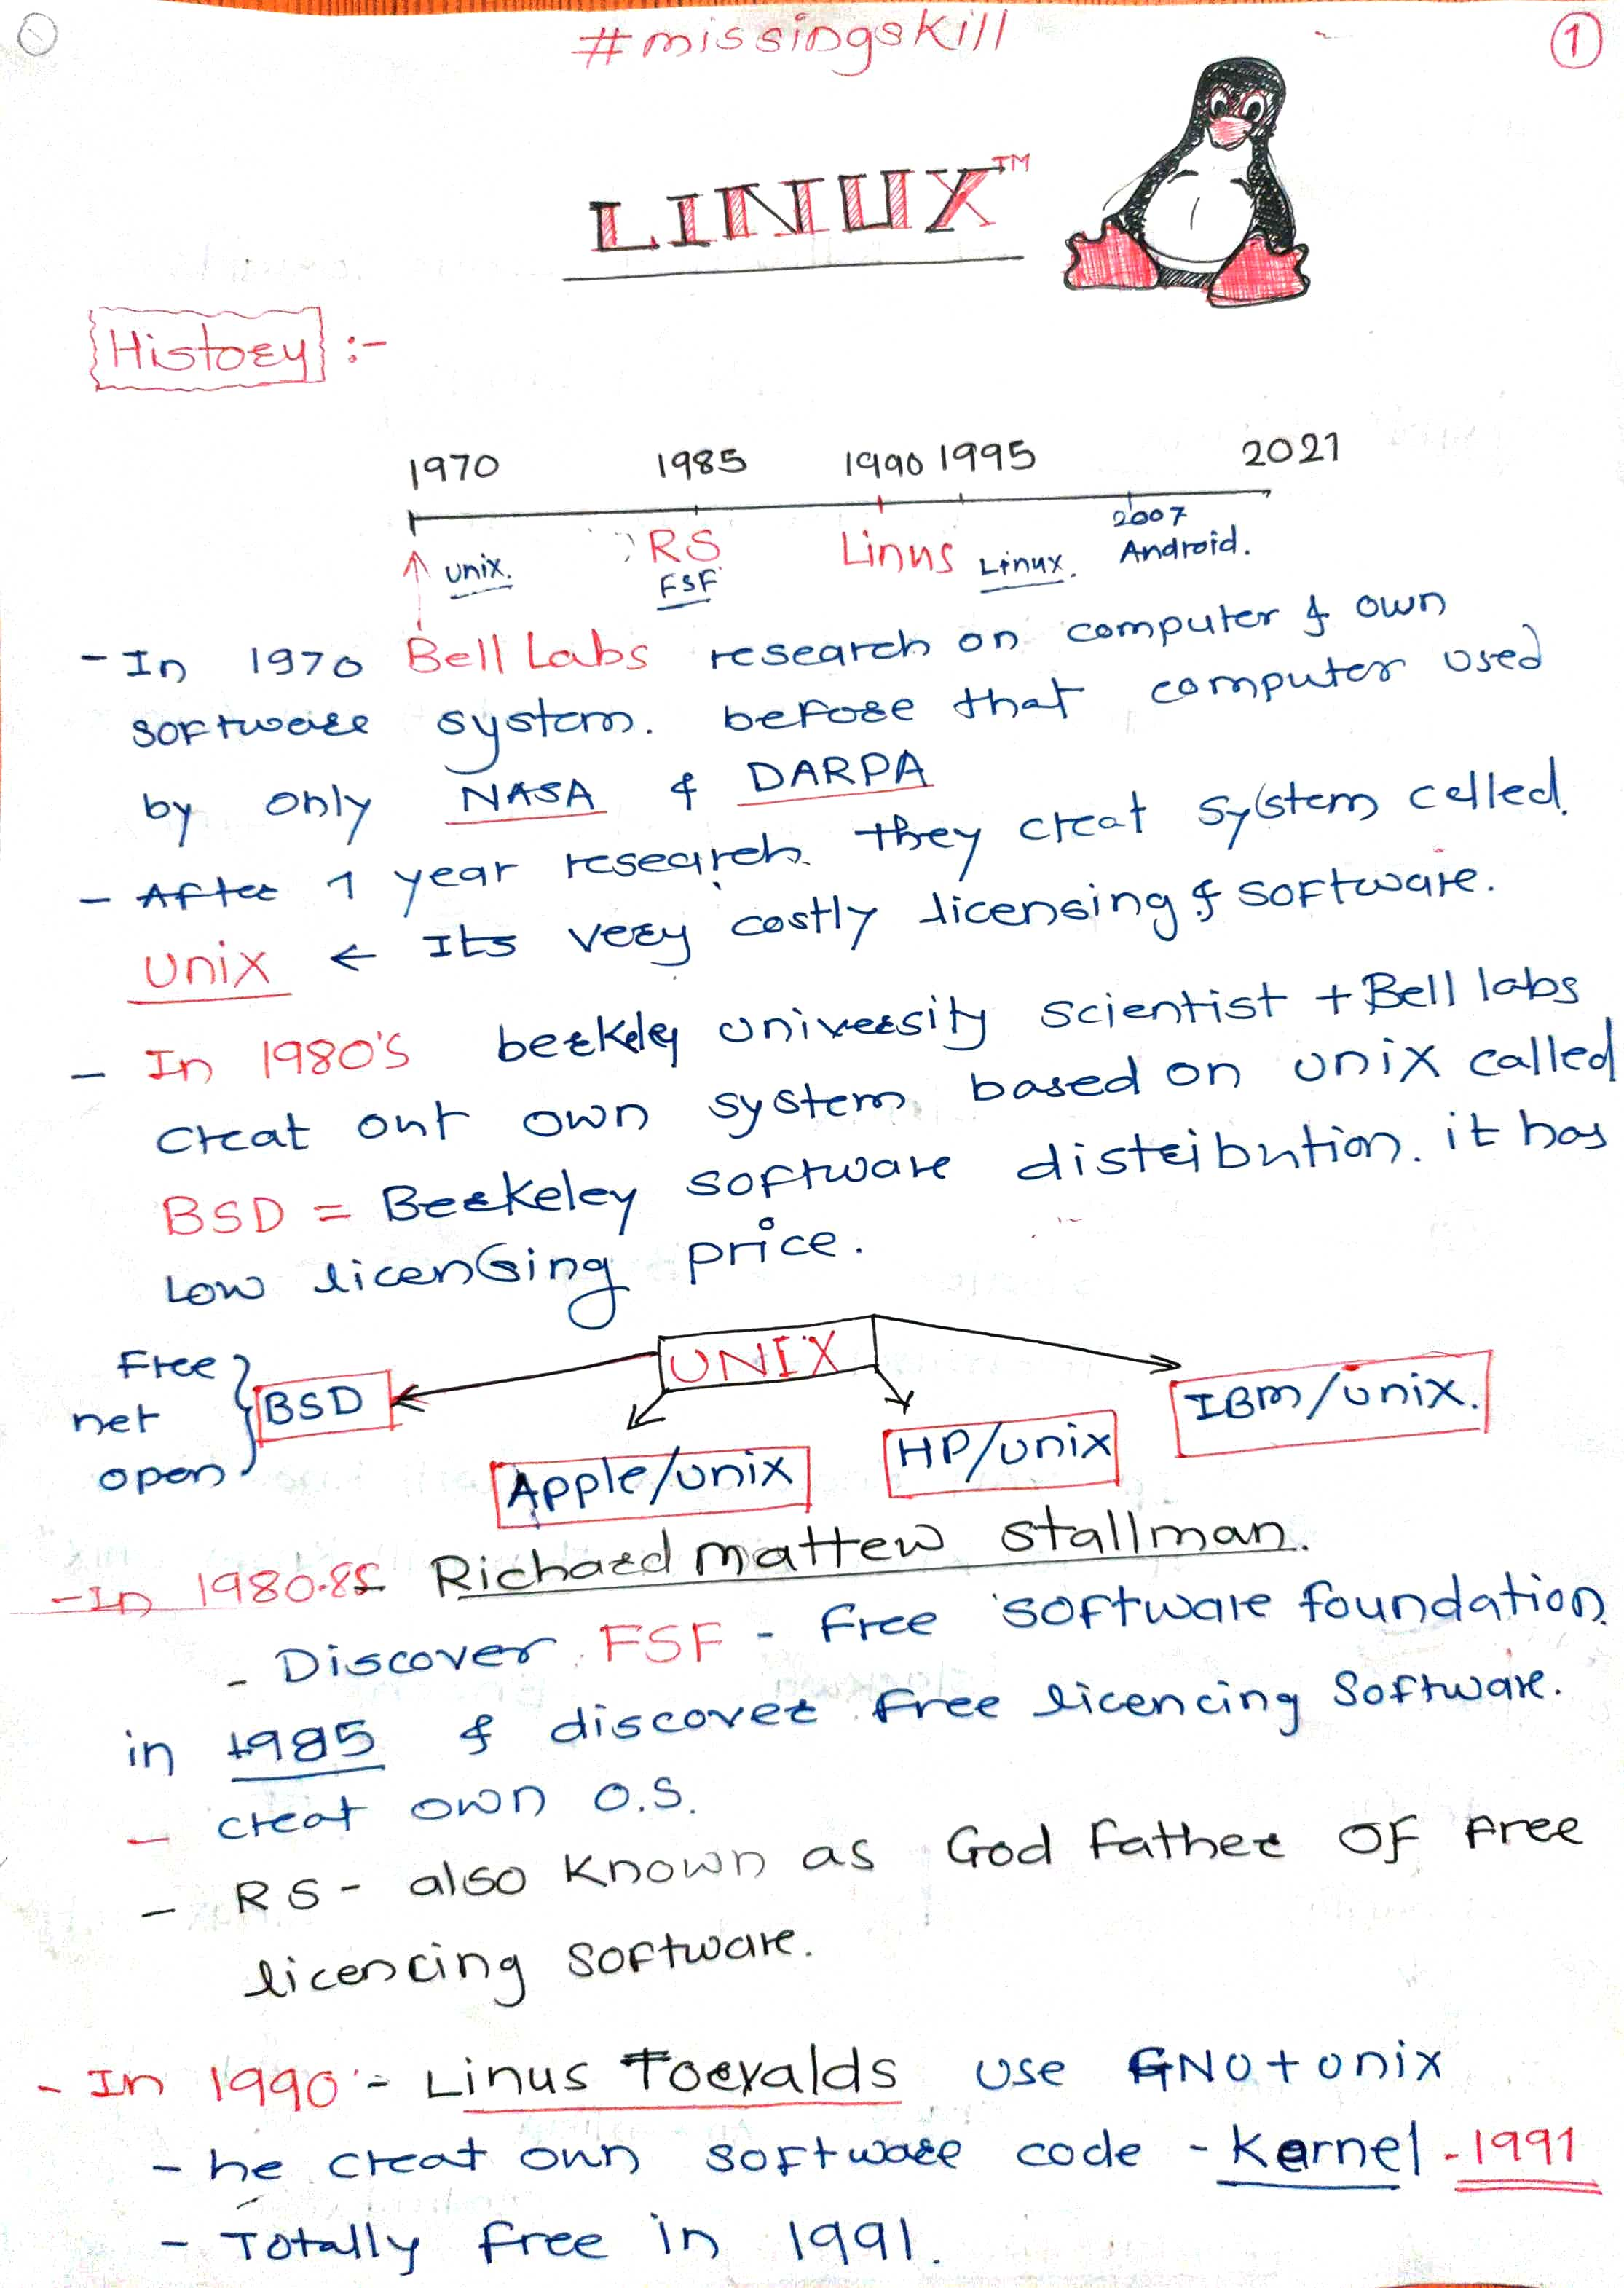 #missingskill
1
LINUX™
History :-
1970 1985 1990 1995 2021
2007
RS Linus Linux. Android.
unix. FSF
- In 1970 Bell Labs research on computer & own
software system. before that computer used
by only NASA & DARPA
- After 1 year research they creat system called.
Unix ← Its very costly licensing & software.
- In 1980's berkdey university scientist + Bell labs
creat out own system based on unix called
BSD = Berkeley software distribution. it has
Low licensing price.
UNIX
Free
net BSD IBM/unix.
open Apple/unix HP/unix
- In 1980-85 Richard mattew stallman.
- Discover FSF - Free software foundation.
in 1985 & discover Free licencing Software.
- creat own O.S.
- RS - also known as God father OF Free
licencing software.
- In 1990 - Linus Torvalds use GNU + unix
- he creat own software code - Kernel - 1991
- Totally free in 1991.